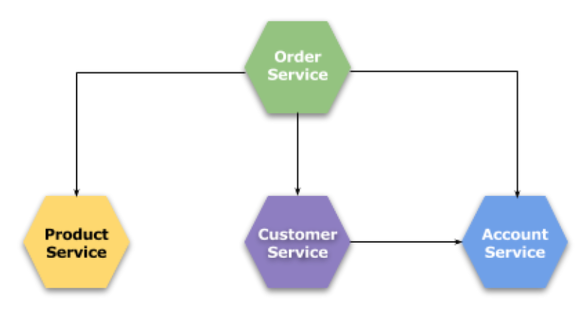 Order
Service
Product
Service
Customer
Service
Account
Service